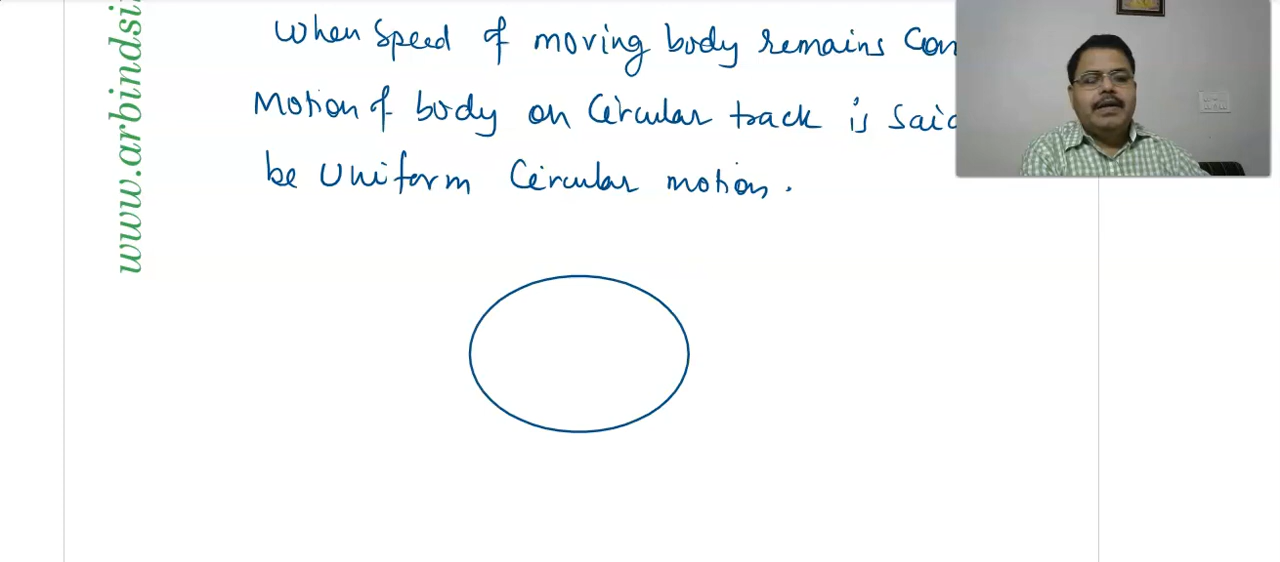 When Speed of moving body remains Con
Motion of body on Circular track is Said
be Uniform Circular motion.
www.arbindsi